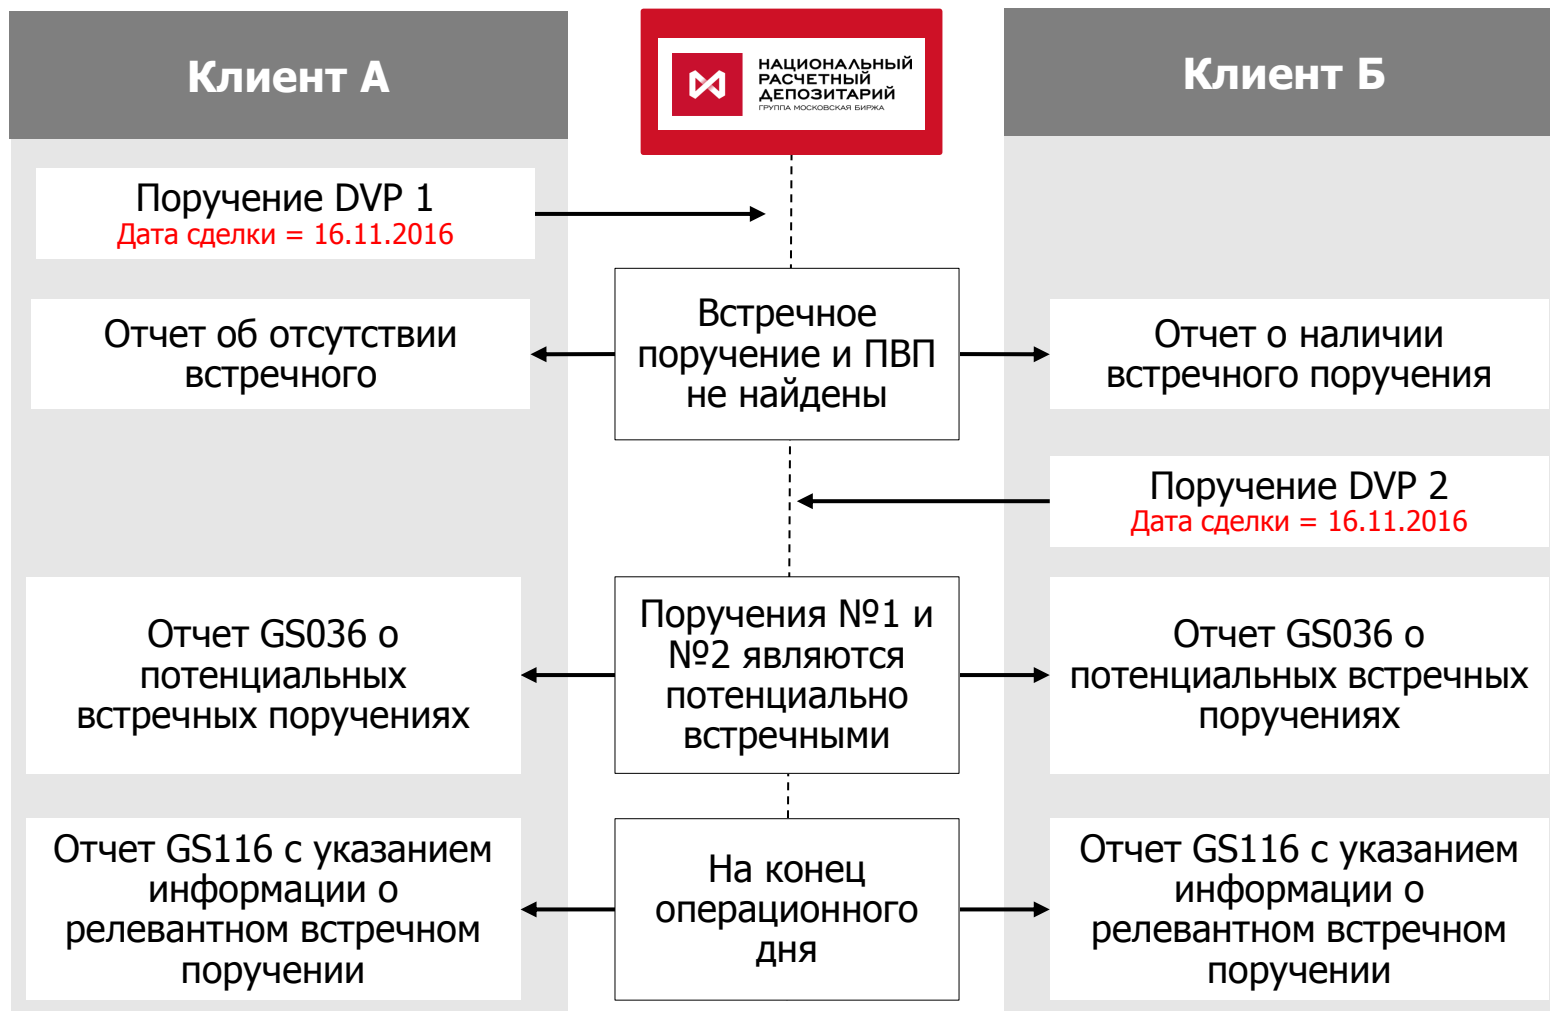 Клиент А
НАЦИОНАЛЬНЫЙ
РАСЧЕТНЫЙ
ДЕПОЗИТАРИЙ
ГРУППА МОСКОВСКАЯ БИРЖА
Клиент Б
Поручение DVP 1
Дата сделки = 16.11.2016
Отчет об отсутствии
встречного
Встречное
поручение и ПВП
не найдены
Отчет о наличии
встречного поручения
Поручение DVP 2
Дата сделки = 16.11.2016
Отчет GS036 о
потенциальных
встречных поручениях
Поручения №1 и
№2 являются
потенциально
встречными
Отчет GS036 о
потенциальных встречных
поручениях
Отчет GS116 с указанием
информации о
релевантном встречном
поручении
На конец
операционного
дня
Отчет GS116 с указанием
информации о
релевантном встречном
поручении